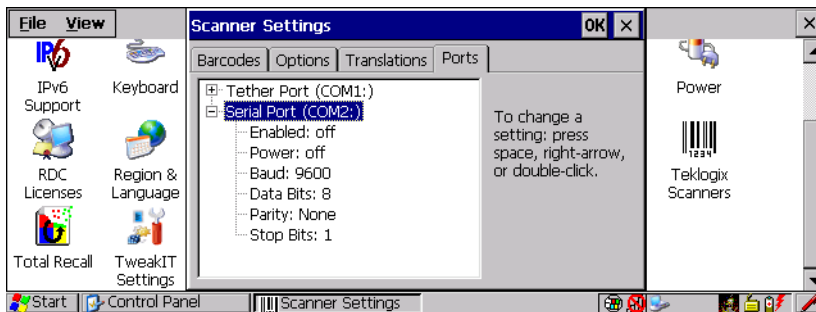 File View
Scanner Settings
OK
Barcodes Options Translations Ports
IPv6
Support
Keyboard
Tether Port (COM1:)
Serial Port (COM2:)
Enabled: off
Power: off
Baud: 9600
Data Bits: 8
Parity: None
Stop Bits: 1
To change a
setting: press
space, right-arrow,
or double-click.
Power
RDC
Licenses
Region &
Language
1234
Teklogix
Scanners
Total Recall
TweakIT
Settings
Start Control Panel Scanner Settings